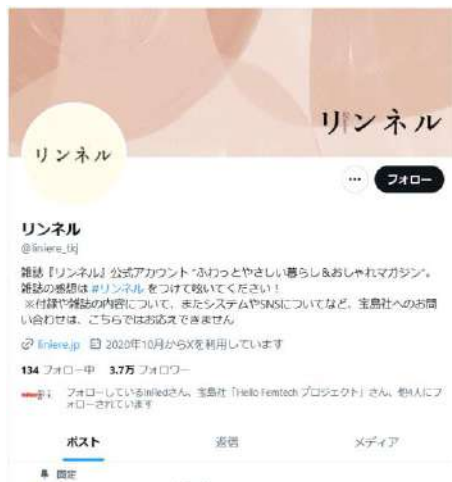 リンネル
リンネル
フォロー
リンネル
@liniere_tkj
雑誌『リンネル』公式アカウント “ふわっとやさしい暮らし&おしゃれマガジン”。
雑誌の感想は #リンネル をつけて呟いてください!
※付録や雑誌の内容について、またシステムやSNSについてなど、宝島社へのお問
い合わせは、こちらではお応えできません
liniere.jp 2020年10月からXを利用しています
134 フォロー中 3.7万 フォロワー
フォローしているInRedさん、宝島社「Hello Femtech プロジェクト」さん、他4人にフ
ォローされています
ポスト 返信 メディア
固定